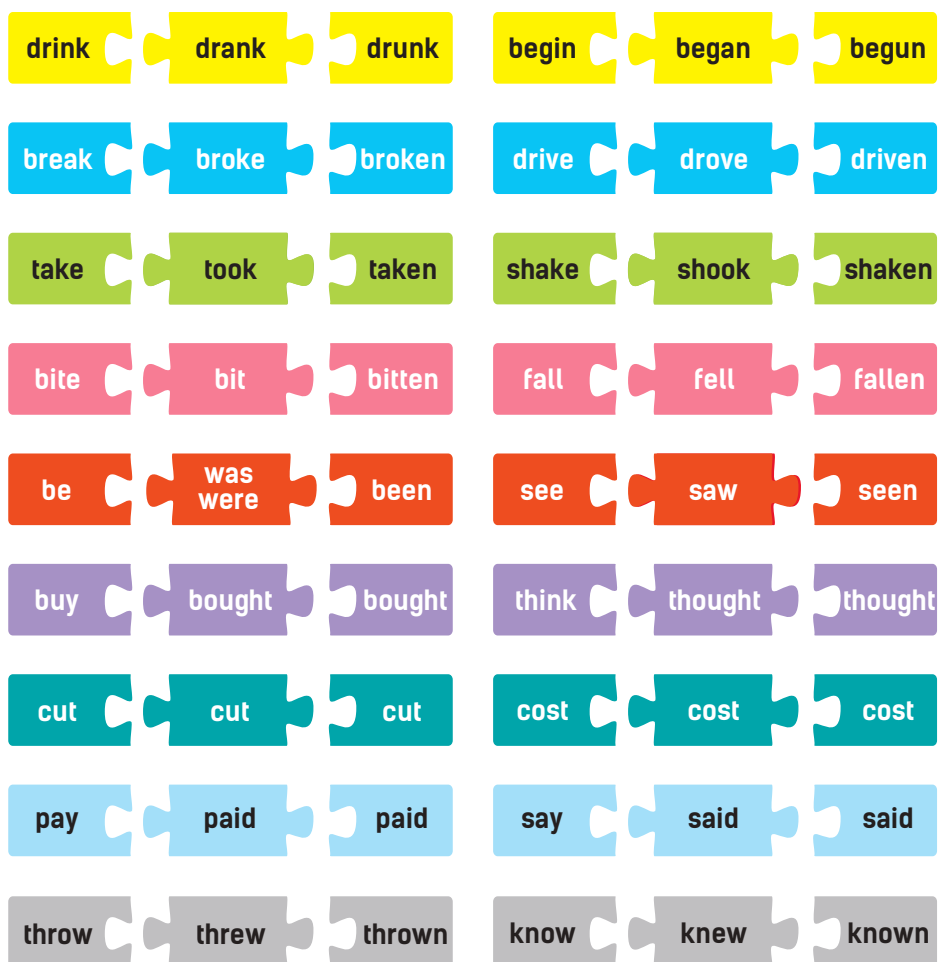 drink drank drunk begin began begun
break broke broken drive drove driven
take took taken shake shook shaken
bite bit bitten fall fell fallen
be was were been see saw seen
buy bought bought think thought thought
cut cut cut cost cost cost
pay paid paid say said said
throw threw thrown know knew known